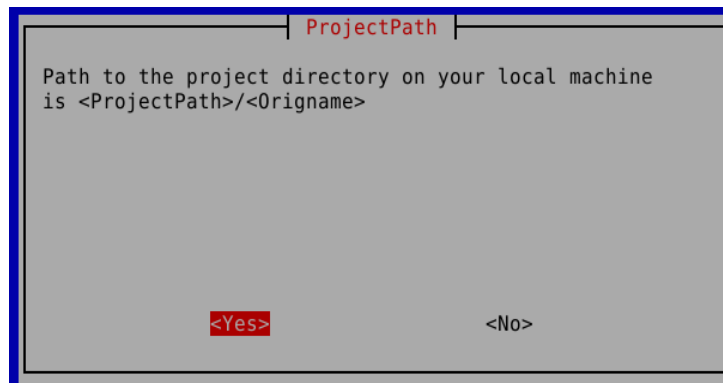 ProjectPath
Path to the project directory on your local machine
is <ProjectPath>/<Origname>
<Yes> <No>